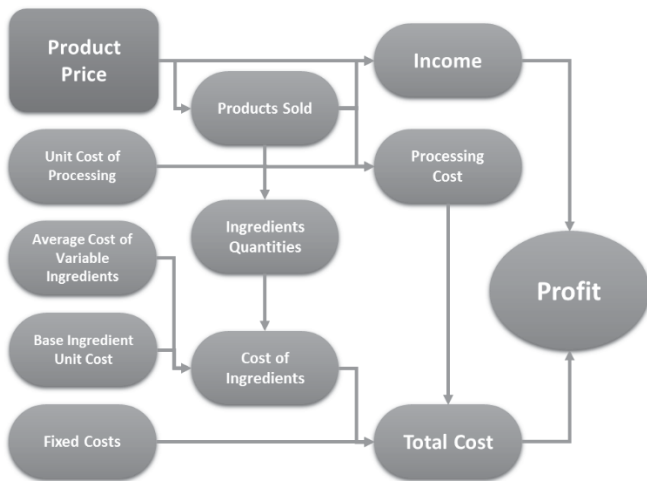 Product
Price
Income
Products Sold
Unit Cost of
Processing
Processing
Cost
Ingredients
Quantities
Average Cost of
Variable
Ingredients
Profit
Base Ingredient
Unit Cost
Cost of
Ingredients
Fixed Costs
Total Cost